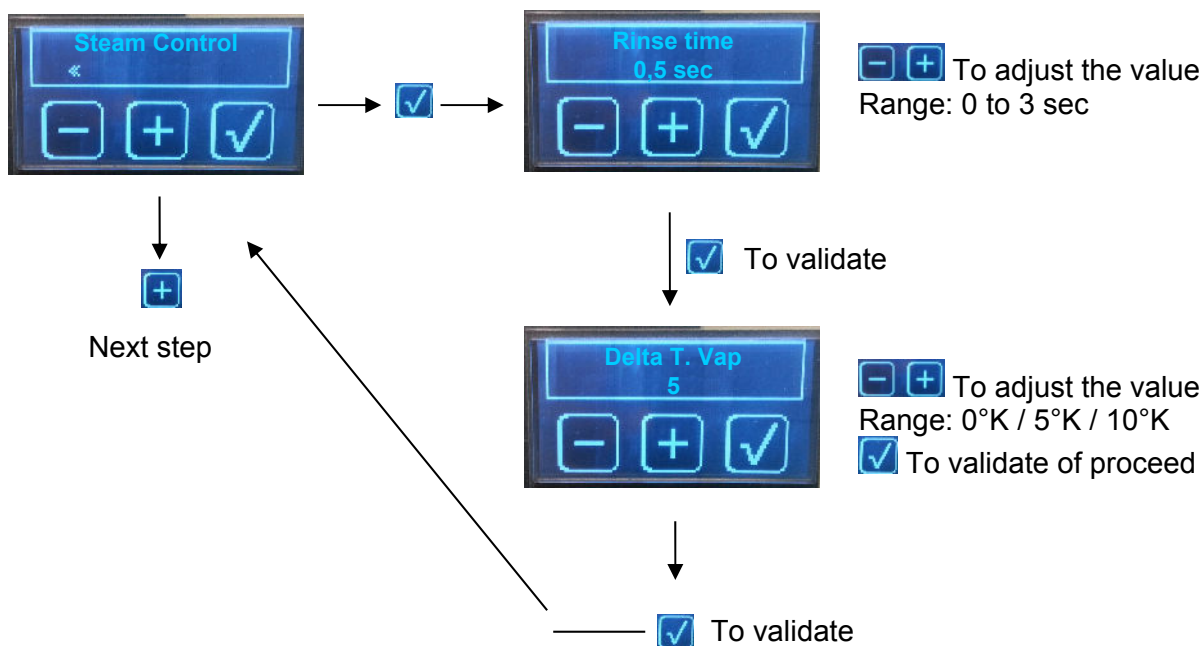 Steam Control
«
Rinse time
0,5 sec
- + To adjust the value
Range: 0 to 3 sec
- + √
- + √
√
√ To validate
+
Next step
Delta T. Vap
5
- + To adjust the value
Range: 0°K / 5°K / 10°K
√ To validate of proceed
- + √
√ To validate